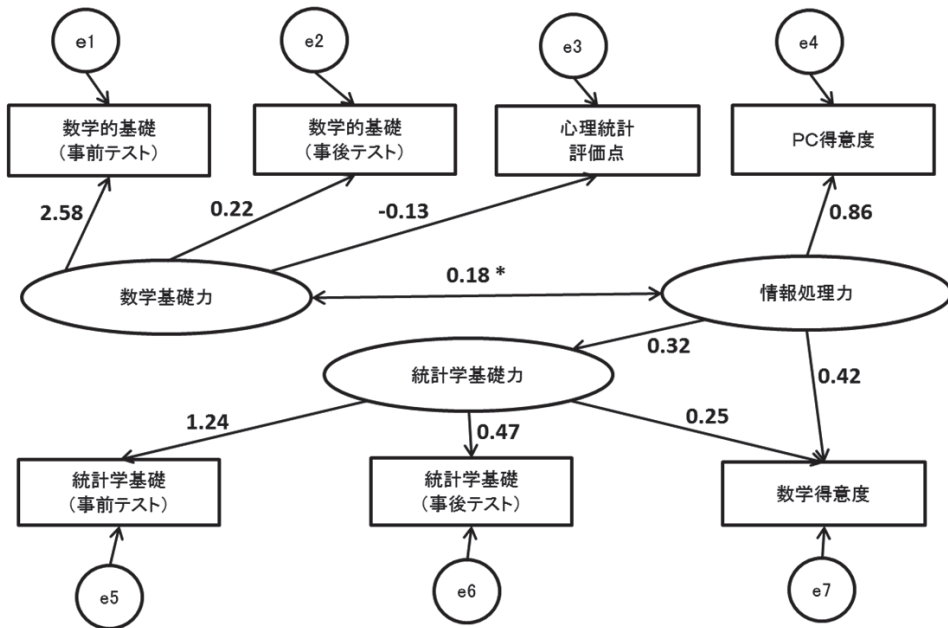 e1
e2
e3
e4
数学的基礎
（事前テスト）
数学的基礎
（事後テスト）
心理統計
評価点
PC得意度
2.58
0.22
-0.13
0.86
数学基礎力
0.18 *
情報処理力
0.32
統計学基礎力
0.42
1.24
0.47
0.25
統計学基礎
（事前テスト）
統計学基礎
（事後テスト）
数学得意度
e5
e6
e7